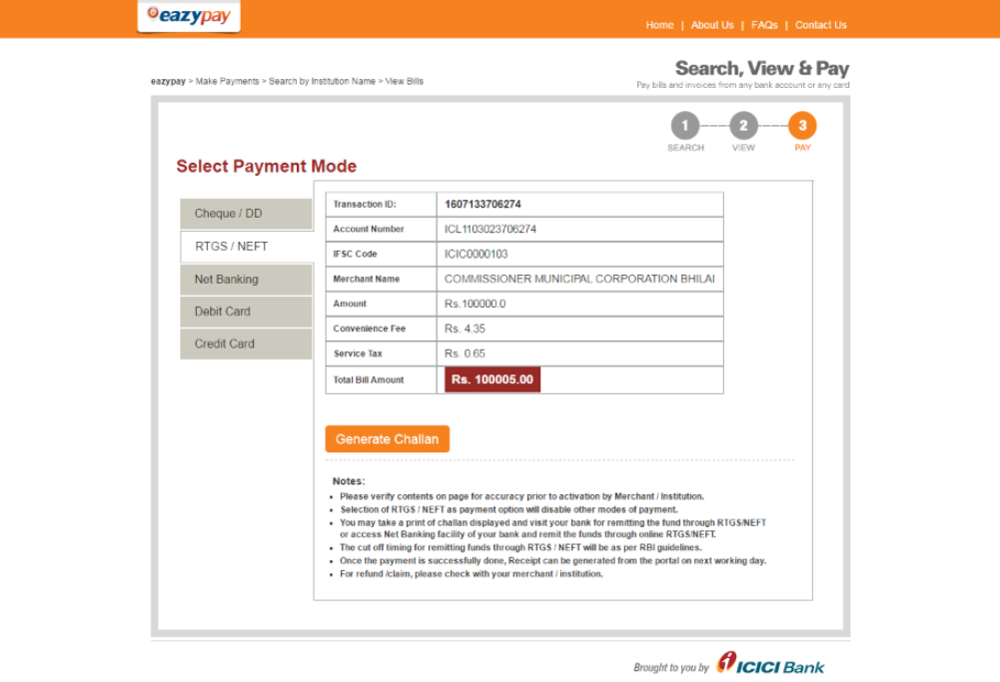 eazypay
Home | About Us | FAQs | Contact Us
Search, View & Pay
eazypay > Make Payments > Search by Institution Name > View Bills
Pay bills and invoices from any bank account or any card
1 2 3
SEARCH VIEW PAY
Select Payment Mode
Cheque / DD
RTGS / NEFT
Net Banking
Debit Card
Credit Card
Transaction ID: 1607133706274
Account Number ICL1103023706274
IFSC Code ICIC0000103
Merchant Name COMMISSIONER MUNICIPAL CORPORATION BHILAI
Amount Rs.100000.0
Convenience Fee Rs. 4.35
Service Tax Rs. 0.65
Total Bill Amount Rs. 100005.00
Generate Challan
Notes:
• Please verify contents on page for accuracy prior to activation by Merchant / Institution.
• Selection of RTGS / NEFT as payment option will disable other modes of payment.
• You may take a print of challan displayed and visit your bank for remitting the fund through RTGS/NEFT
or access Net Banking facility of your bank and remit the funds through online RTGS/NEFT.
• The cut off timing for remitting funds through RTGS / NEFT will be as per RBI guidelines.
• Once the payment is successfully done, Receipt can be generated from the portal on next working day.
• For refund /claim, please check with your merchant / institution.
Brought to you by ICICI Bank